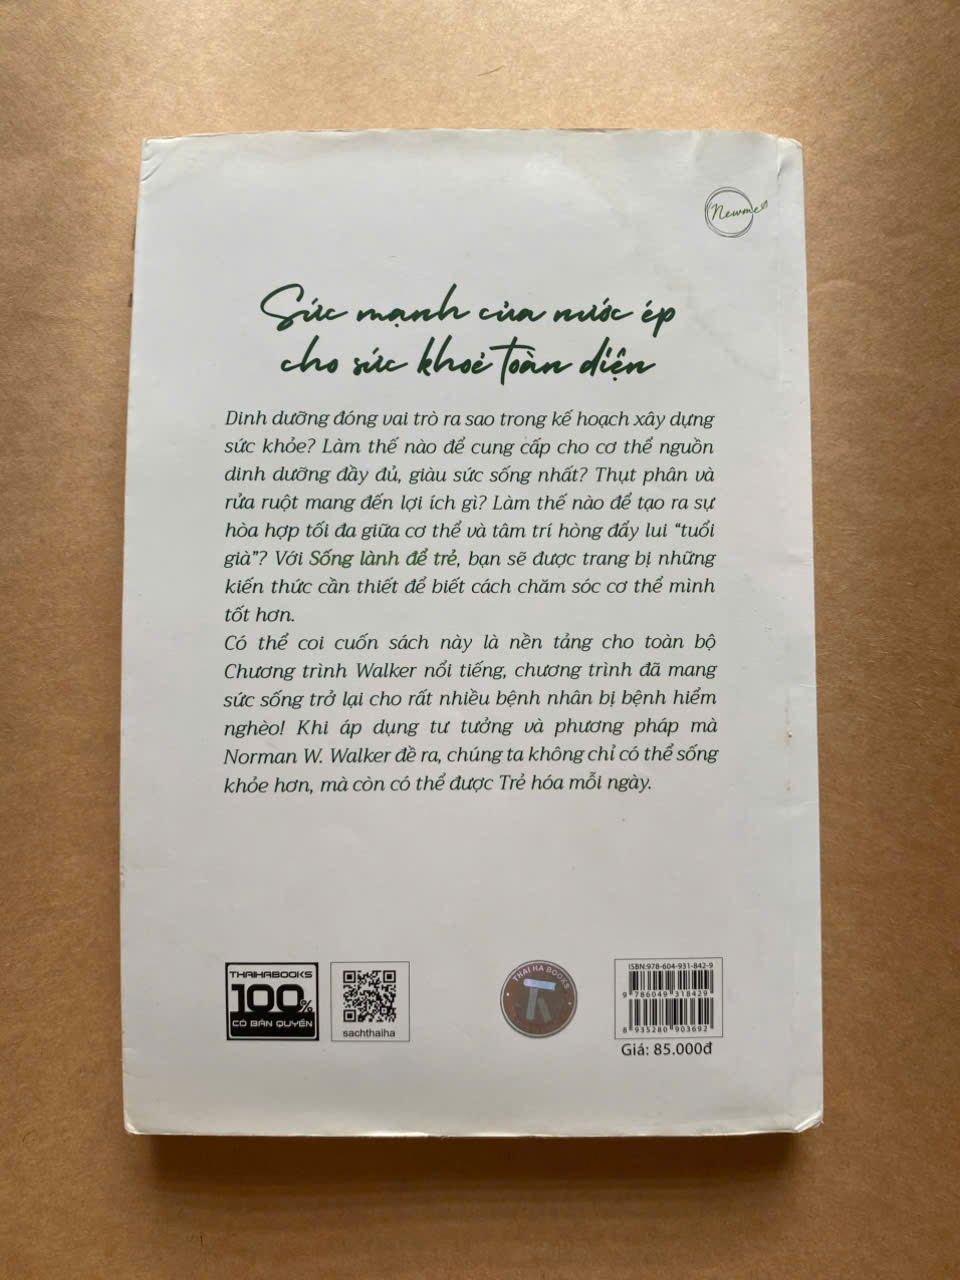 Newme
Sức mạnh của nước ép
cho sức khoẻ toàn diện
Dinh dưỡng đóng vai trò ra sao trong kế hoạch xây dựng
sức khỏe? Làm thế nào để cung cấp cho cơ thể nguồn
dinh dưỡng đầy đủ, giàu sức sống nhất? Thụt phân và
rửa ruột mang đến lợi ích gì? Làm thế nào để tạo ra sự
hòa hợp tối đa giữa cơ thể và tâm trí hòng đẩy lui “tuổi
già”? Với Sống lành để trẻ, bạn sẽ được trang bị những
kiến thức cần thiết để biết cách chăm sóc cơ thể mình
tốt hơn.
Có thể coi cuốn sách này là nền tảng cho toàn bộ
Chương trình Walker nổi tiếng, chương trình đã mang
sức sống trở lại cho rất nhiều bệnh nhân bị bệnh hiểm
nghèo! Khi áp dụng tư tưởng và phương pháp mà
Norman W. Walker đề ra, chúng ta không chỉ có thể sống
khỏe hơn, mà còn có thể được Trẻ hóa mỗi ngày.
THAIHABOOKS
100%
CÓ BẢN QUYỀN
sachthaiha
THAI HA BOOKS
ISBN:978-604-931-842-9
9 786049 318429
8 935280 903692
Giá: 85.000đ